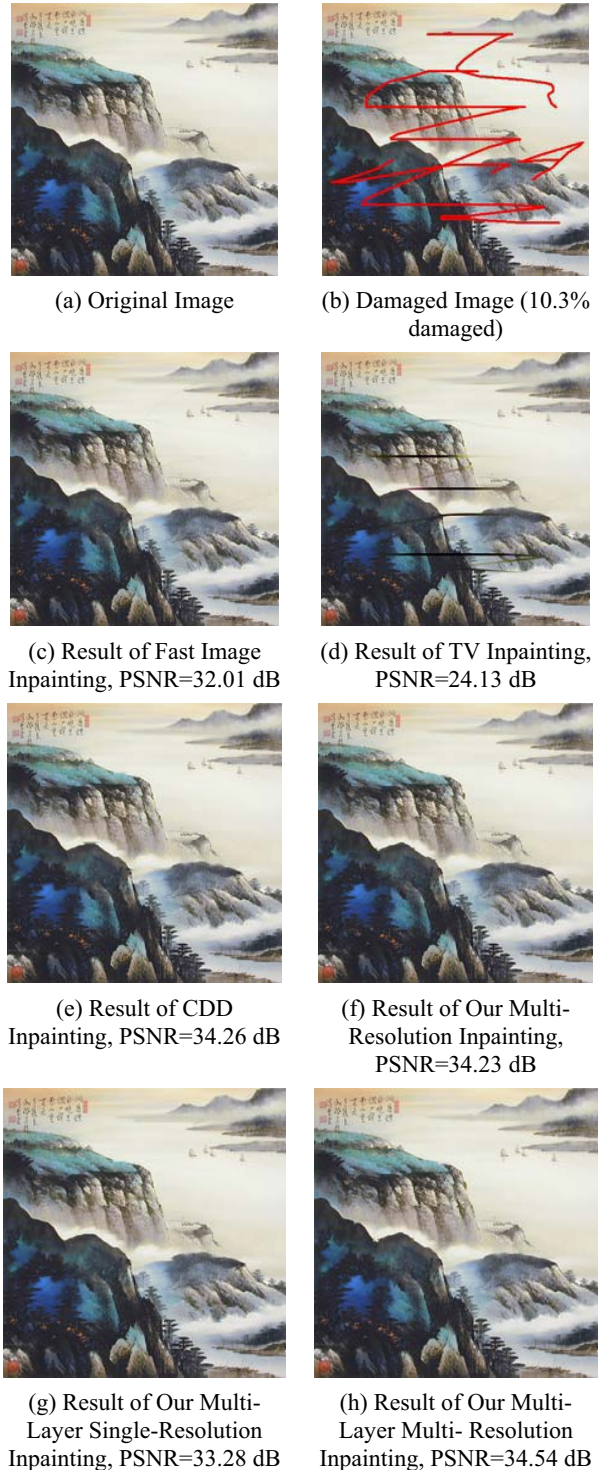 (a) Original Image
(b) Damaged Image (10.3%
damaged)
(c) Result of Fast Image
Inpainting, PSNR=32.01 dB
(d) Result of TV Inpainting,
PSNR=24.13 dB
(e) Result of CDD
Inpainting, PSNR=34.26 dB
(f) Result of Our Multi-
Resolution Inpainting,
PSNR=34.23 dB
(g) Result of Our Multi-
Layer Single-Resolution
Inpainting, PSNR=33.28 dB
(h) Result of Our Multi-
Layer Multi- Resolution
Inpainting, PSNR=34.54 dB